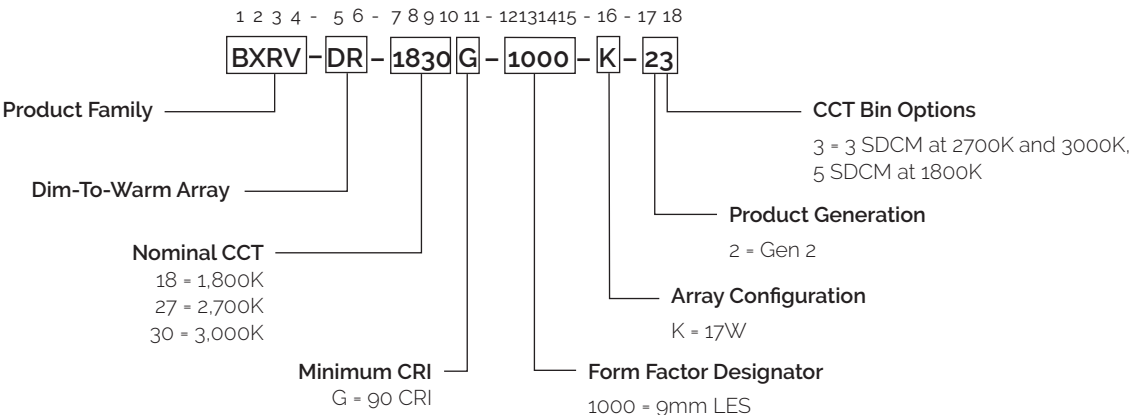 1 2 3 4 - 5 6 - 7 8 9 10 11 - 12131415 - 16 - 17 18
BXRV - DR - 1830 G - 1000 - K - 23
Product Family
CCT Bin Options
3 = 3 SDCM at 2700K and 3000K,
5 SDCM at 1800K
Dim-To-Warm Array
Product Generation
2 = Gen 2
Nominal CCT
18 = 1,800K
27 = 2,700K
30 = 3,000K
Array Configuration
K = 17W
Minimum CRI
G = 90 CRI
Form Factor Designator
1000 = 9mm LES